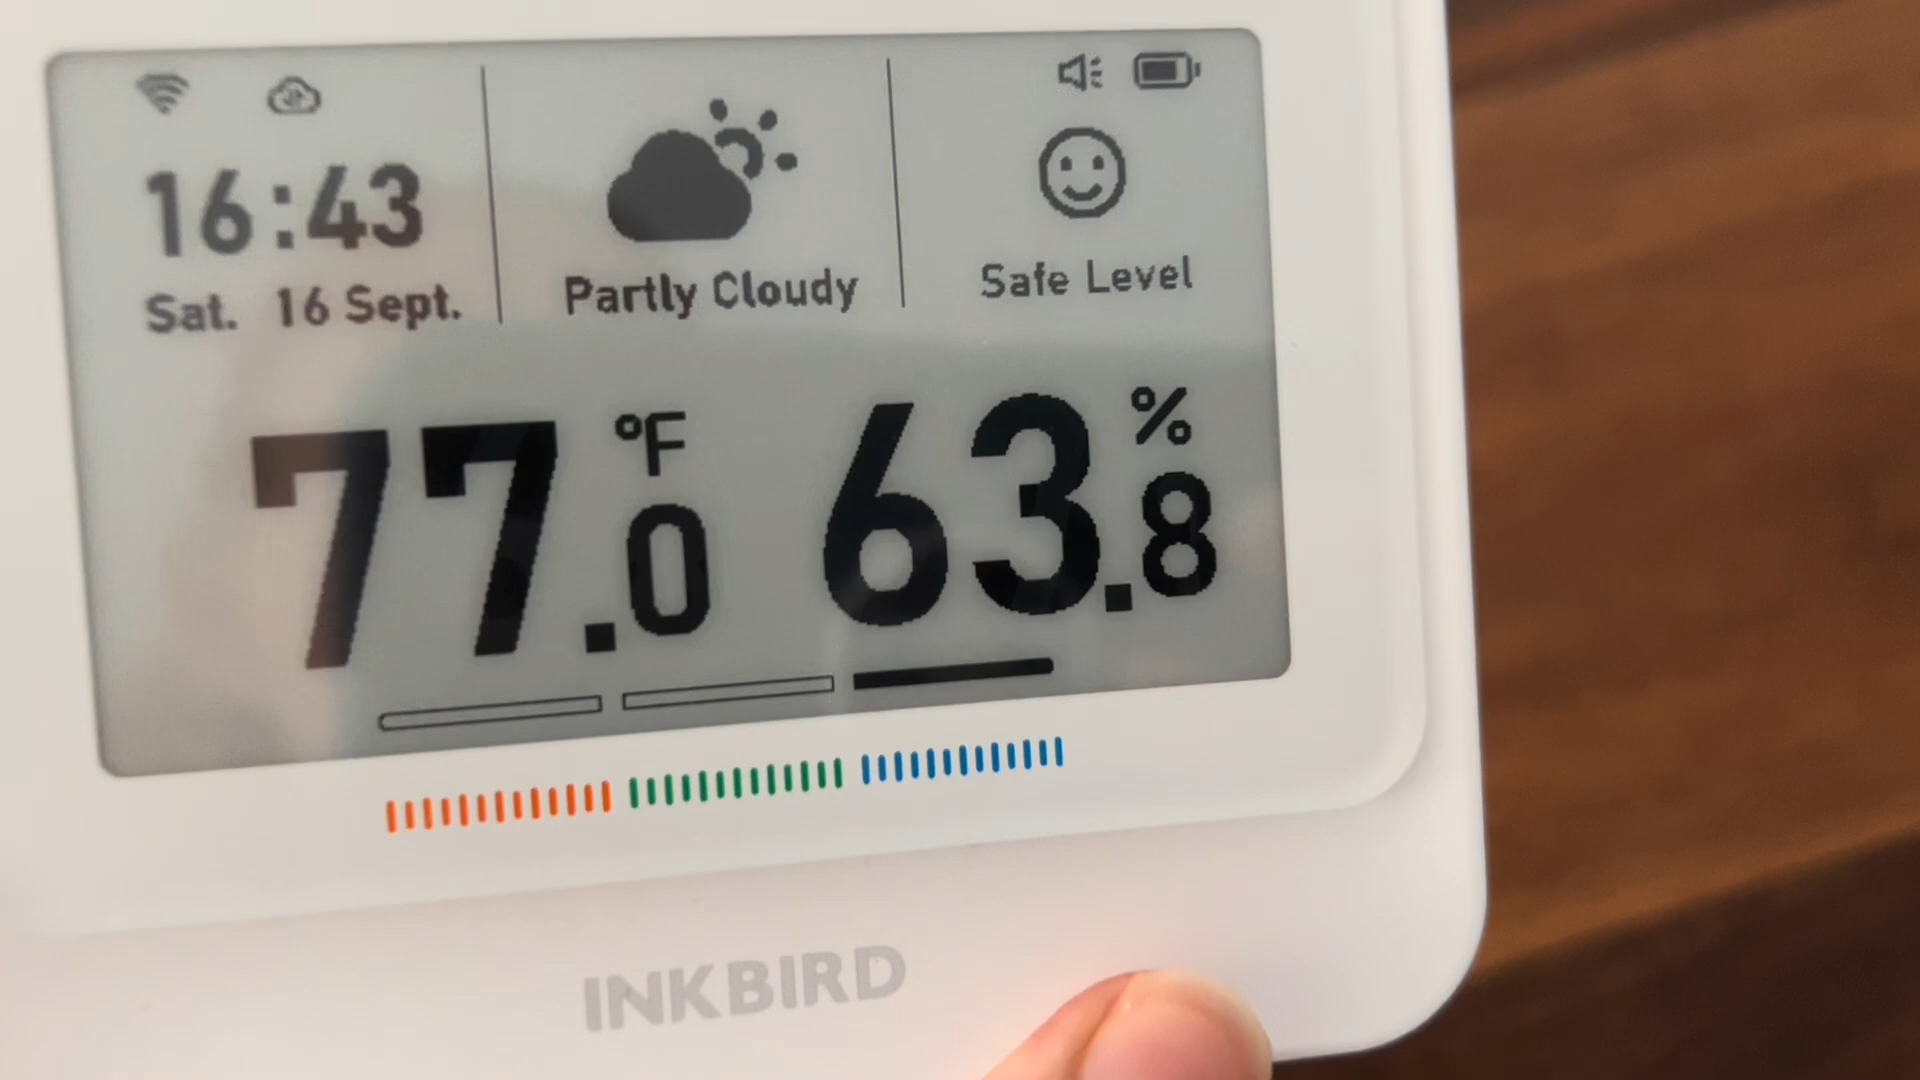 16:43
Sat. 16 Sept.
Partly Cloudy
Safe Level
77.0 °F
63.8 %
INKBIRD